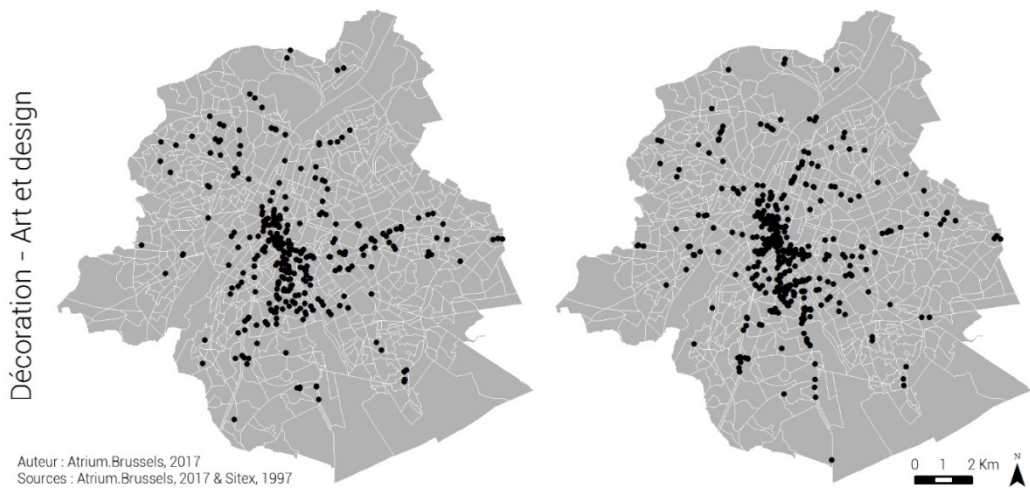 Décoration - Art et design
Auteur : Atrium.Brussels, 2017
Sources : Atrium.Brussels, 2017 & Sitex, 1997
0 1 2 Km
N